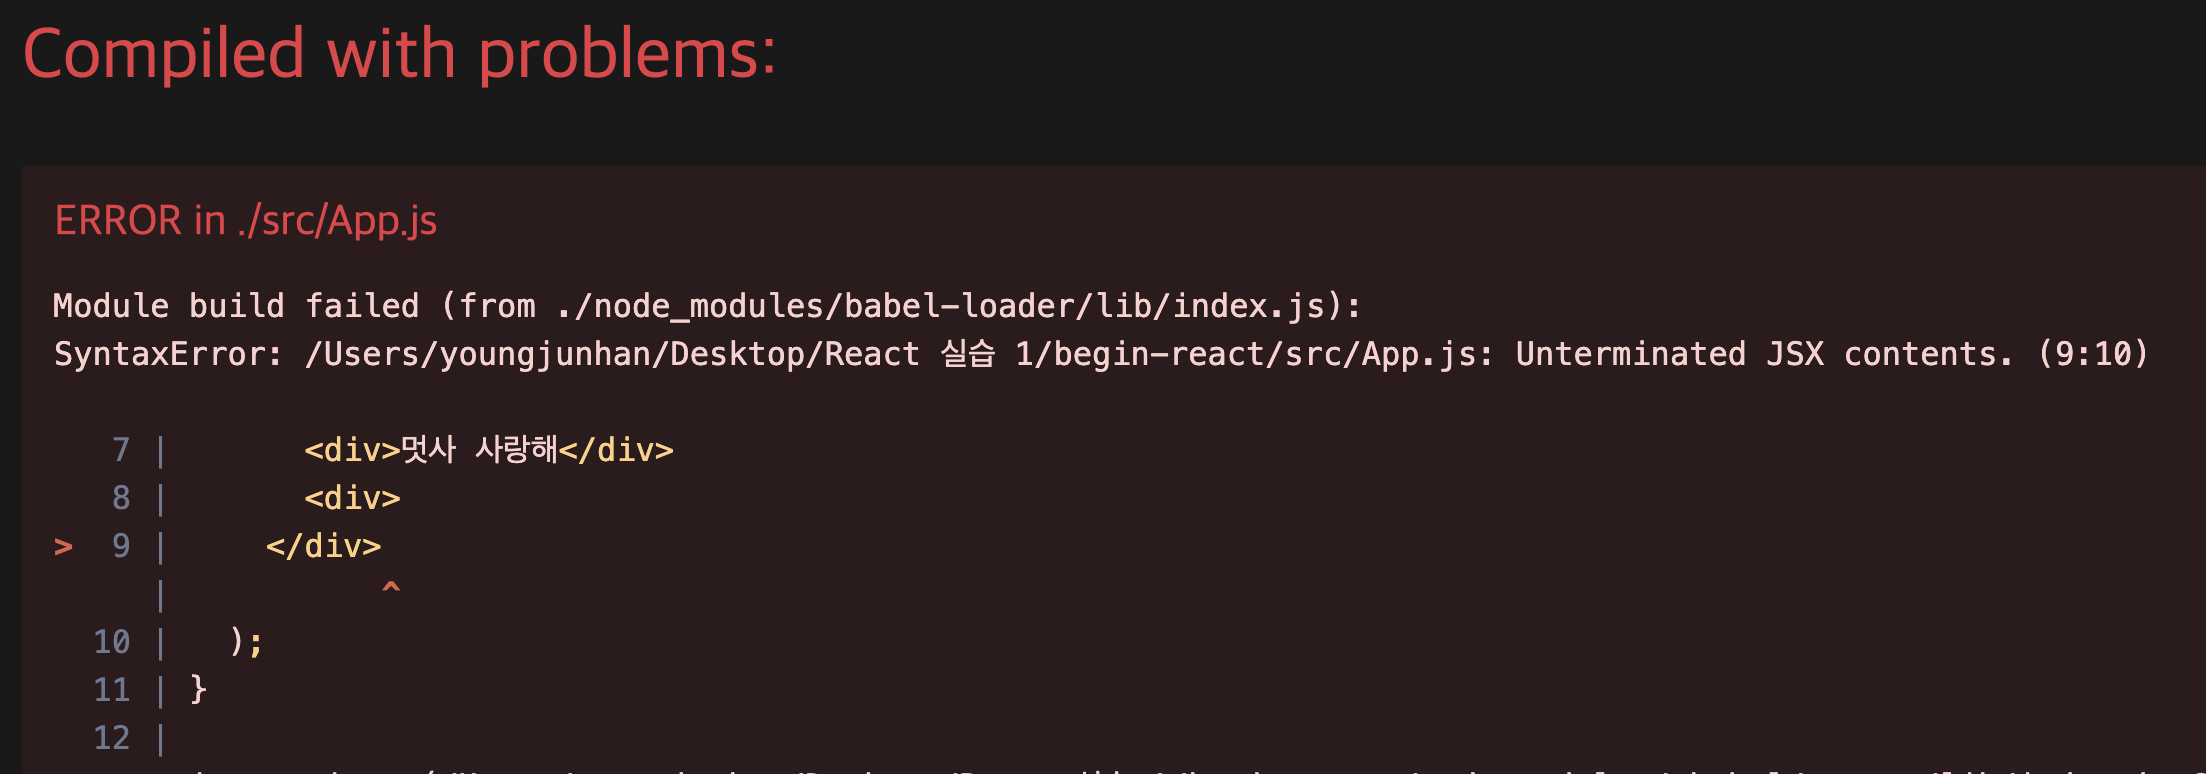 Compiled with problems:
ERROR in ./src/App.js
Module build failed (from ./node_modules/babel-loader/lib/index.js):
SyntaxError: /Users/youngjunhan/Desktop/React 실습 1/begin-react/src/App.js: Unterminated JSX contents. (9:10)
7 |       <div>멋사 사랑해</div>
8 |       <div>
> 9 |     </div>
|           ^
10 |   );
11 | }
12 |